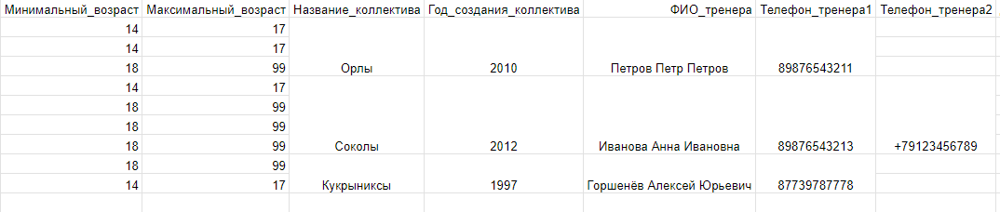 Минимальный_возраст Максимальный_возраст Название_коллектива Год_создания_коллектива ФИО_тренера Телефон_тренера1 Телефон_тренера2
14 17
14 17
18 99 Орлы 2010 Петров Петр Петров 89876543211
14 17
18 99
18 99
18 99 Соколы 2012 Иванова Анна Ивановна 89876543213 +79123456789
18 99
14 17 Кукрыниксы 1997 Горшенёв Алексей Юрьевич 87739787778